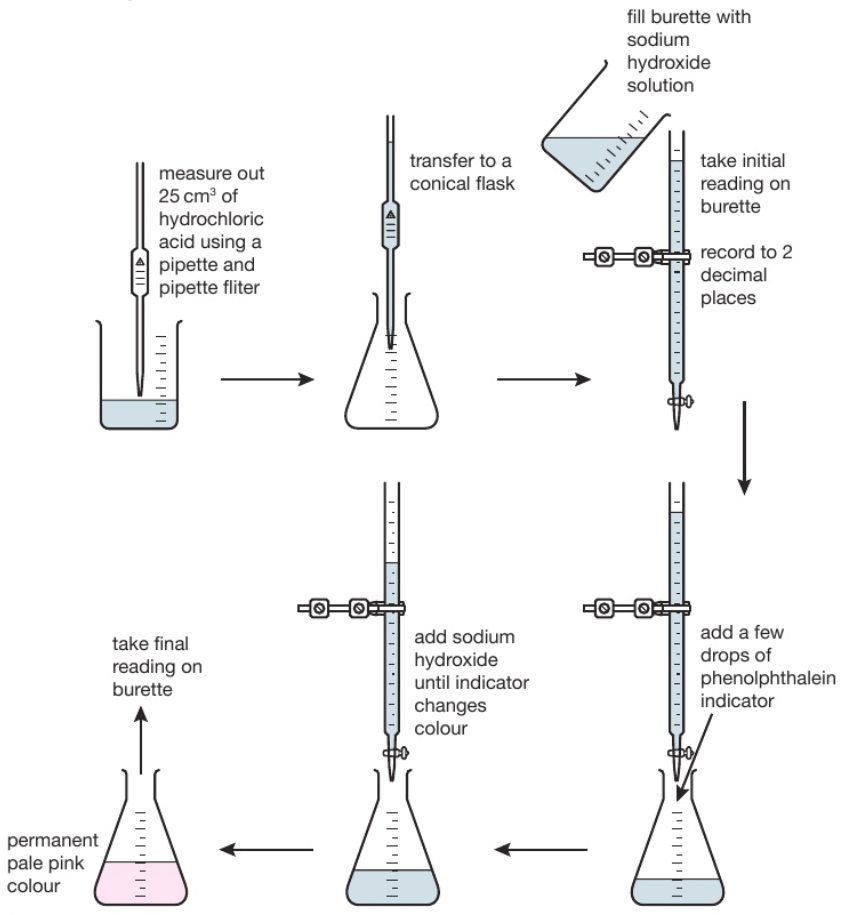 measure out
25 cm³ of
hydrochloric
acid using a
pipette and
pipette fliter
transfer to a
conical flask
fill burette with
sodium
hydroxide
solution
take initial
reading on
burette
record to 2
decimal
places
add a few
drops of
phenolphthalein
indicator
add sodium
hydroxide
until indicator
changes
colour
permanent
pale pink
colour
take final
reading on
burette